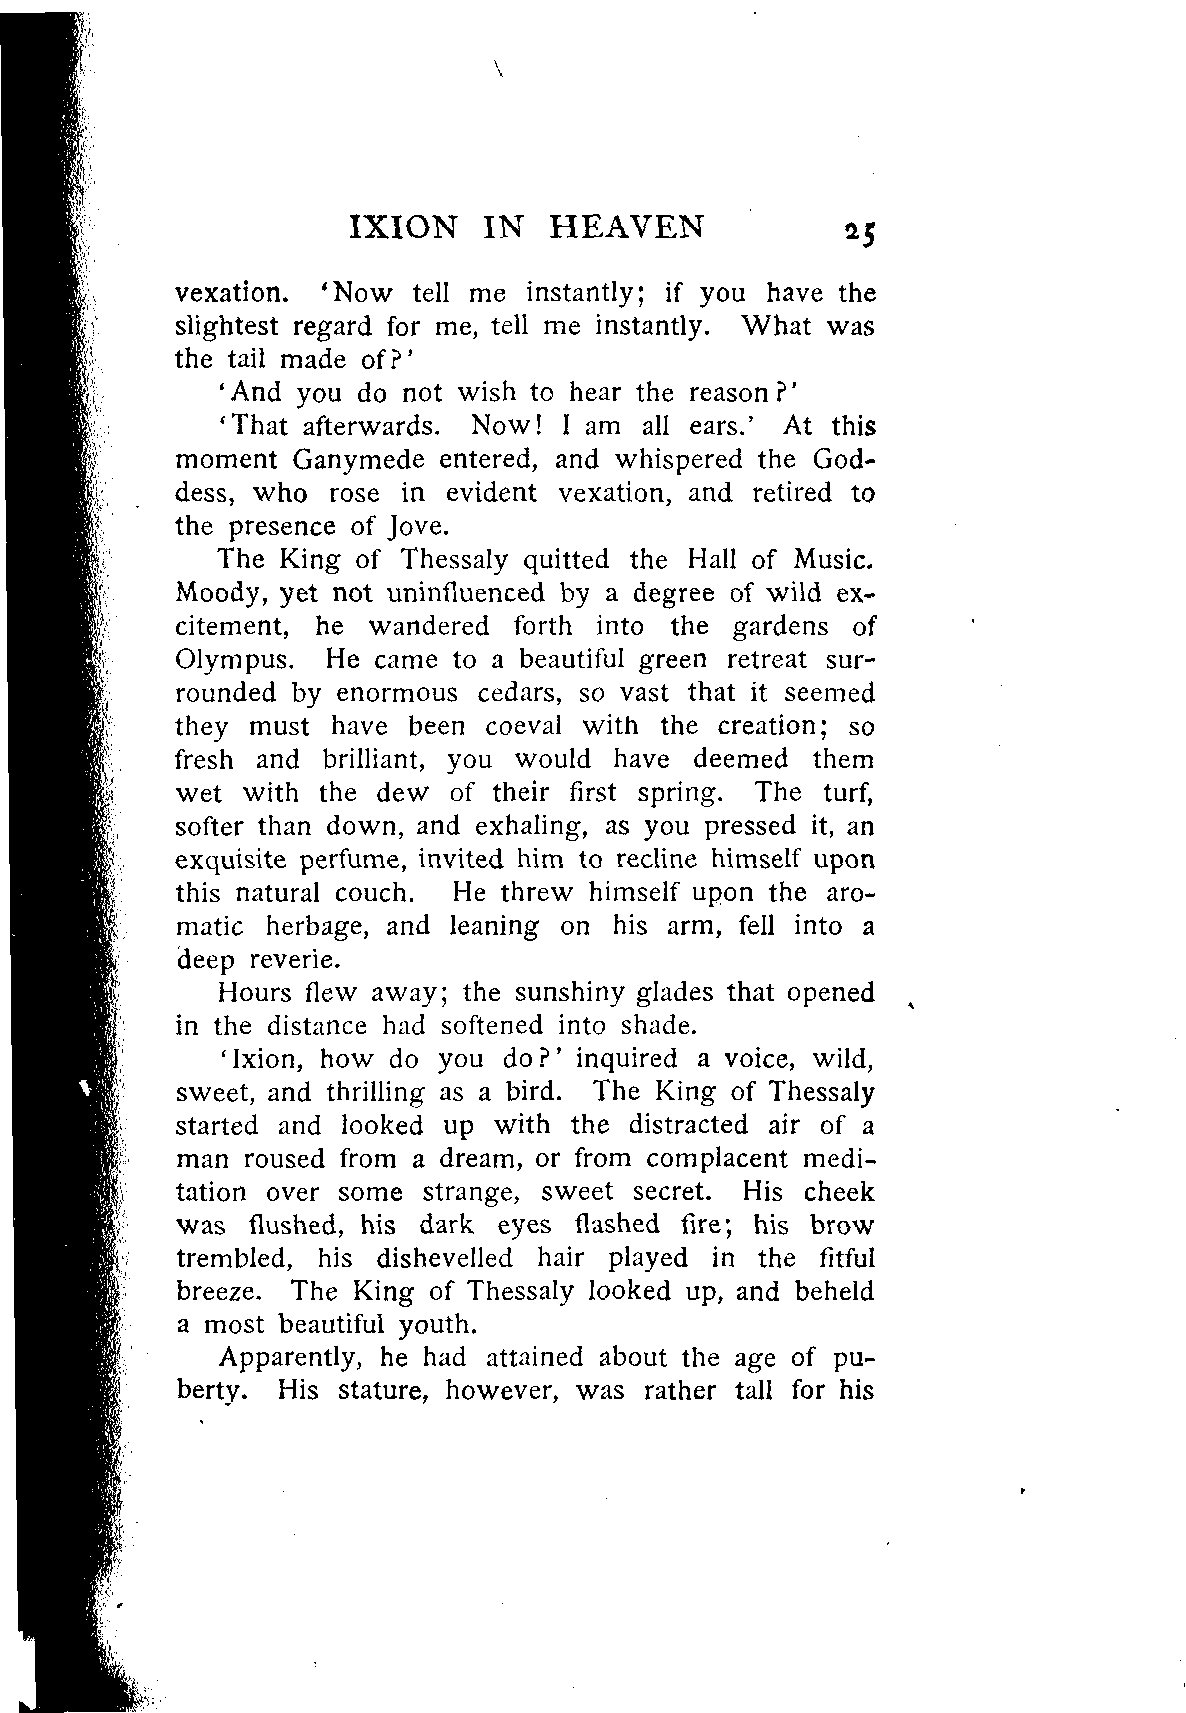 IXION IN HEAVEN 25
vexation. 'Now tell me instantly; if you have the
slightest regard for me, tell me instantly. What was
the tail made of?'
'And you do not wish to hear the reason?'
'That afterwards. Now! I am all ears.' At this
moment Ganymede entered, and whispered the God-
dess, who rose in evident vexation, and retired to
the presence of Jove.
The King of Thessaly quitted the Hall of Music.
Moody, yet not uninfluenced by a degree of wild ex-
citement, he wandered forth into the gardens of
Olympus. He came to a beautiful green retreat sur-
rounded by enormous cedars, so vast that it seemed
they must have been coeval with the creation; so
fresh and brilliant, you would have deemed them
wet with the dew of their first spring. The turf,
softer than down, and exhaling, as you pressed it, an
exquisite perfume, invited him to recline himself upon
this natural couch. He threw himself upon the aro-
matic herbage, and leaning on his arm, fell into a
deep reverie.
Hours flew away; the sunshiny glades that opened
in the distance had softened into shade.
'Ixion, how do you do?' inquired a voice, wild,
sweet, and thrilling as a bird. The King of Thessaly
started and looked up with the distracted air of a
man roused from a dream, or from complacent medi-
tation over some strange, sweet secret. His cheek
was flushed, his dark eyes flashed fire; his brow
trembled, his dishevelled hair played in the fitful
breeze. The King of Thessaly looked up, and beheld
a most beautiful youth.
Apparently, he had attained about the age of pu-
berty. His stature, however, was rather tall for his